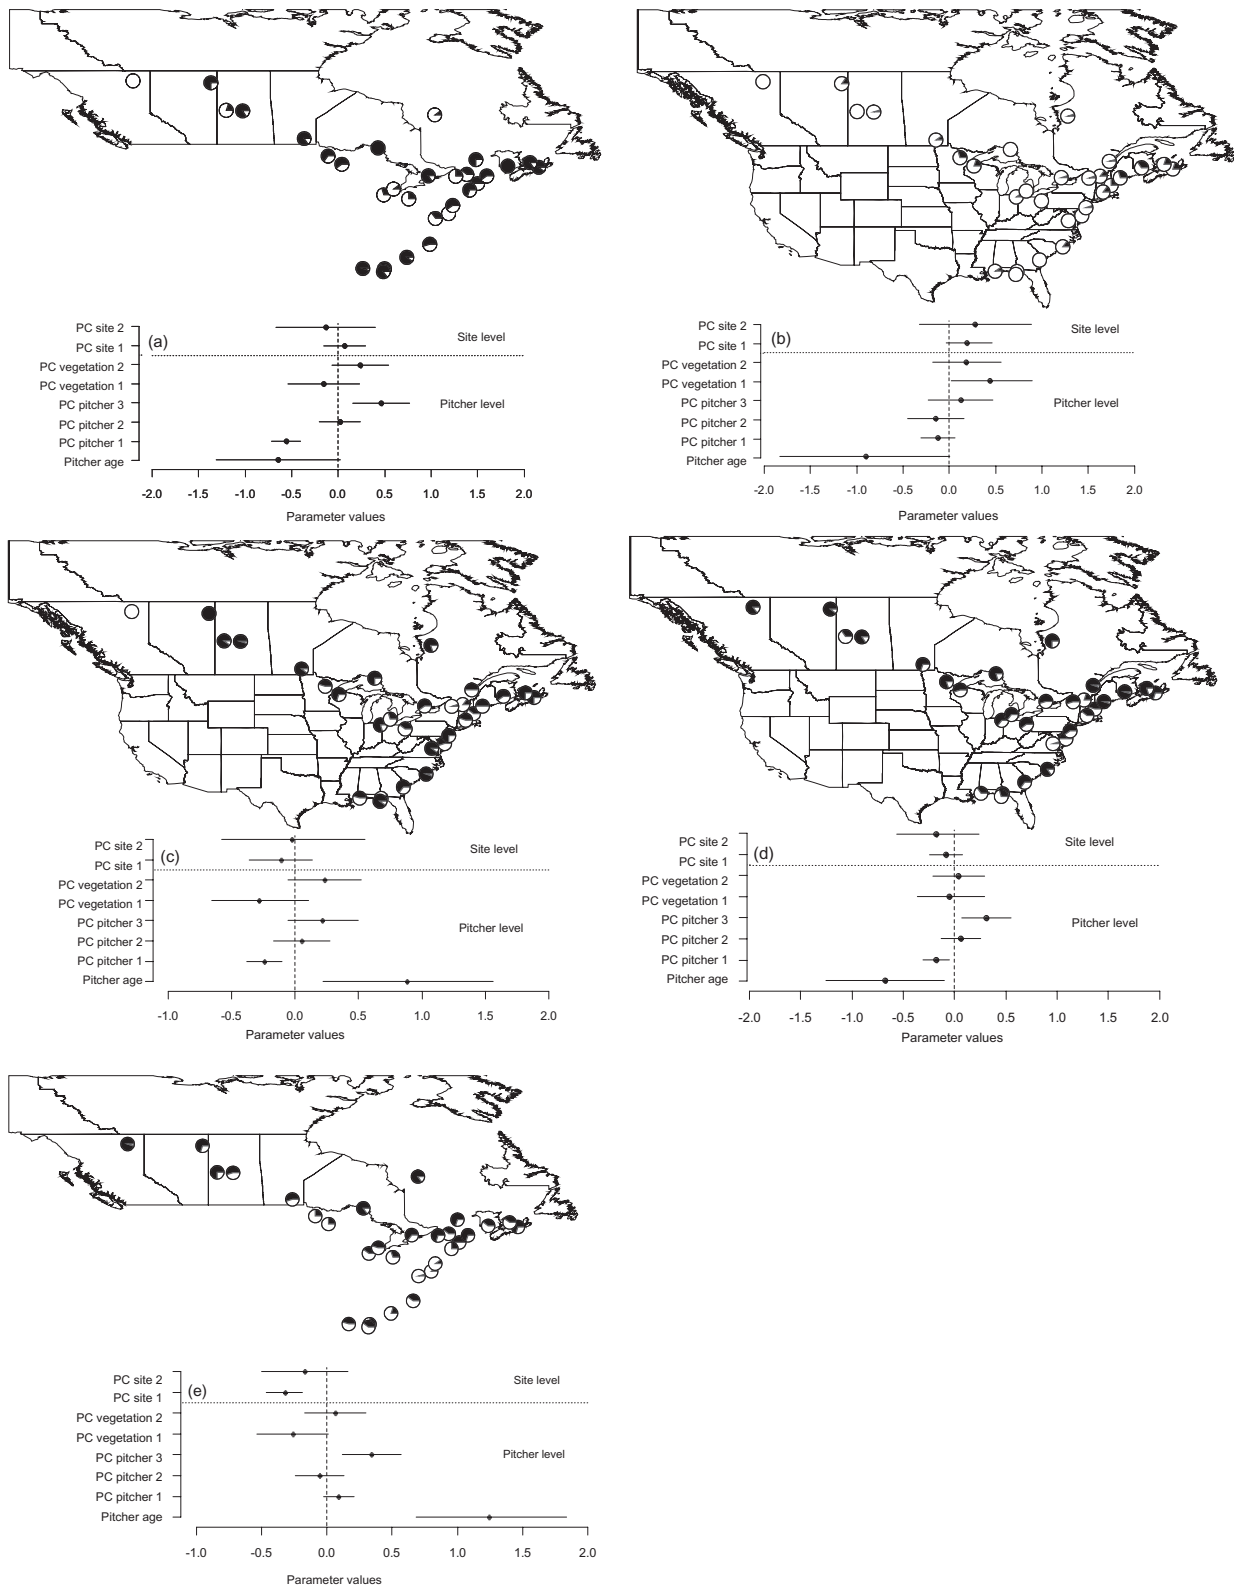 PC site 2
(a)
Site level
PC site 1
PC vegetation 2
PC vegetation 1
PC pitcher 3
Pitcher level
PC pitcher 2
PC pitcher 1
Pitcher age
-2.0 -1.5 -1.0 -0.5 0.0 0.5 1.0 1.5 2.0
Parameter values
PC site 2
(b)
Site level
PC site 1
PC vegetation 2
PC vegetation 1
PC pitcher 3
Pitcher level
PC pitcher 2
PC pitcher 1
Pitcher age
-2.0 -1.5 -1.0 -0.5 0.0 0.5 1.0 1.5 2.0
Parameter values
PC site 2
(c)
Site level
PC site 1
PC vegetation 2
PC vegetation 1
PC pitcher 3
Pitcher level
PC pitcher 2
PC pitcher 1
Pitcher age
-1.0 -0.5 0.0 0.5 1.0 1.5 2.0
Parameter values
PC site 2
(d)
Site level
PC site 1
PC vegetation 2
PC vegetation 1
PC pitcher 3
Pitcher level
PC pitcher 2
PC pitcher 1
Pitcher age
-2.0 -1.5 -1.0 -0.5 0.0 0.5 1.0 1.5 2.0
Parameter values
PC site 2
(e)
Site level
PC site 1
PC vegetation 2
PC vegetation 1
PC pitcher 3
Pitcher level
PC pitcher 2
PC pitcher 1
Pitcher age
-1.0 -0.5 0.0 0.5 1.0 1.5 2.0
Parameter values